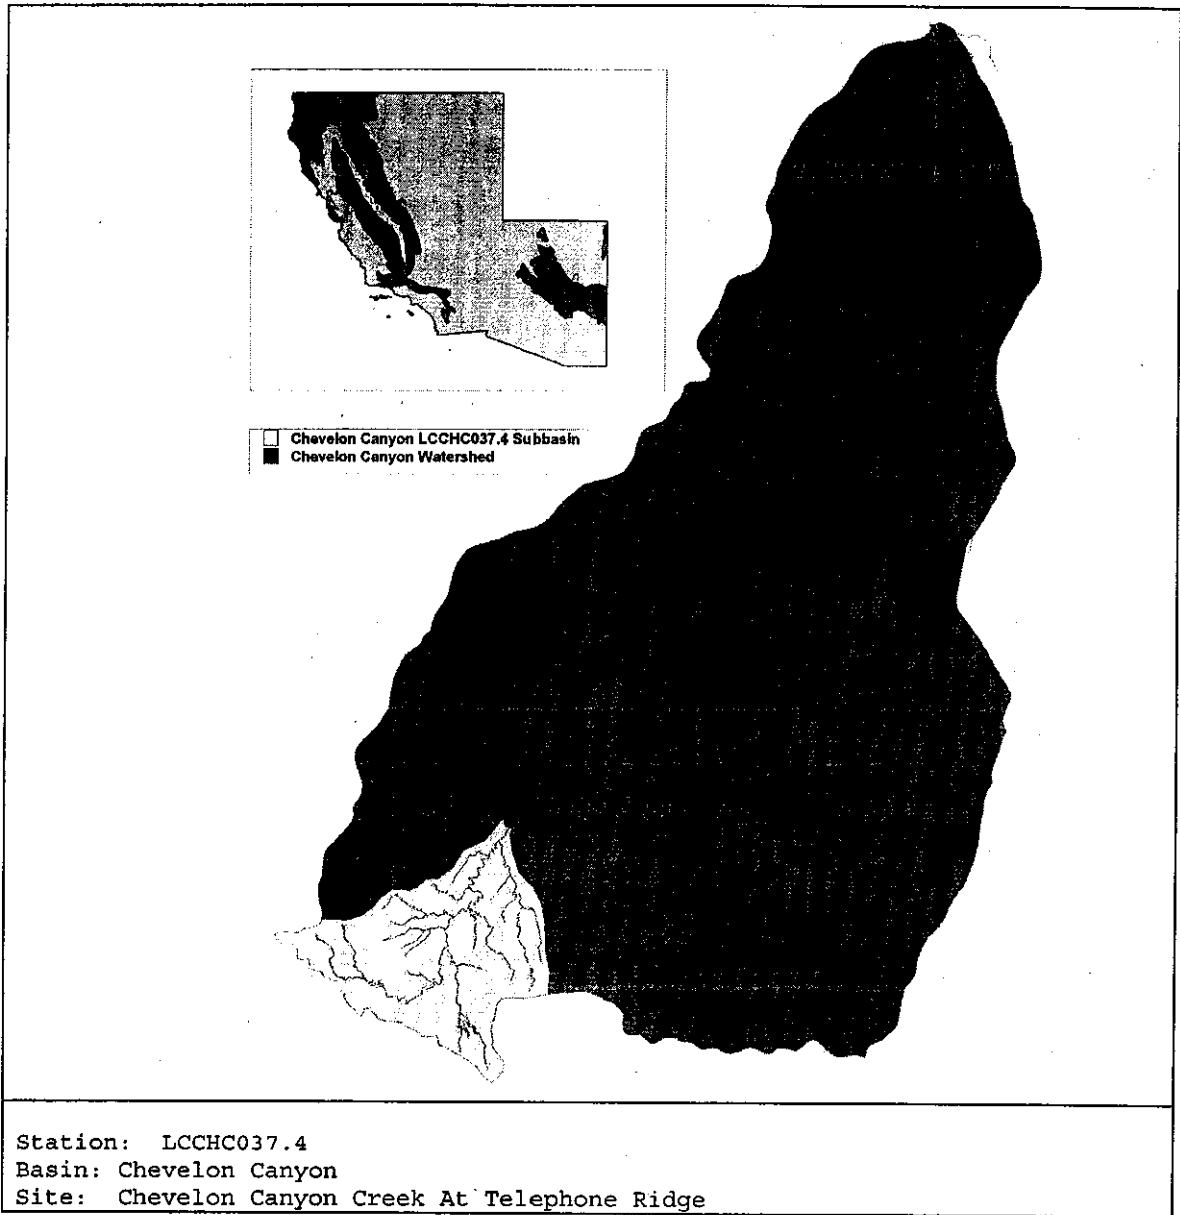 Chevelon Canyon LCCHC037.4 Subbasin
Chevelon Canyon Watershed
Station: LCCHC037.4
Basin: Chevelon Canyon
Site: Chevelon Canyon Creek At Telephone Ridge